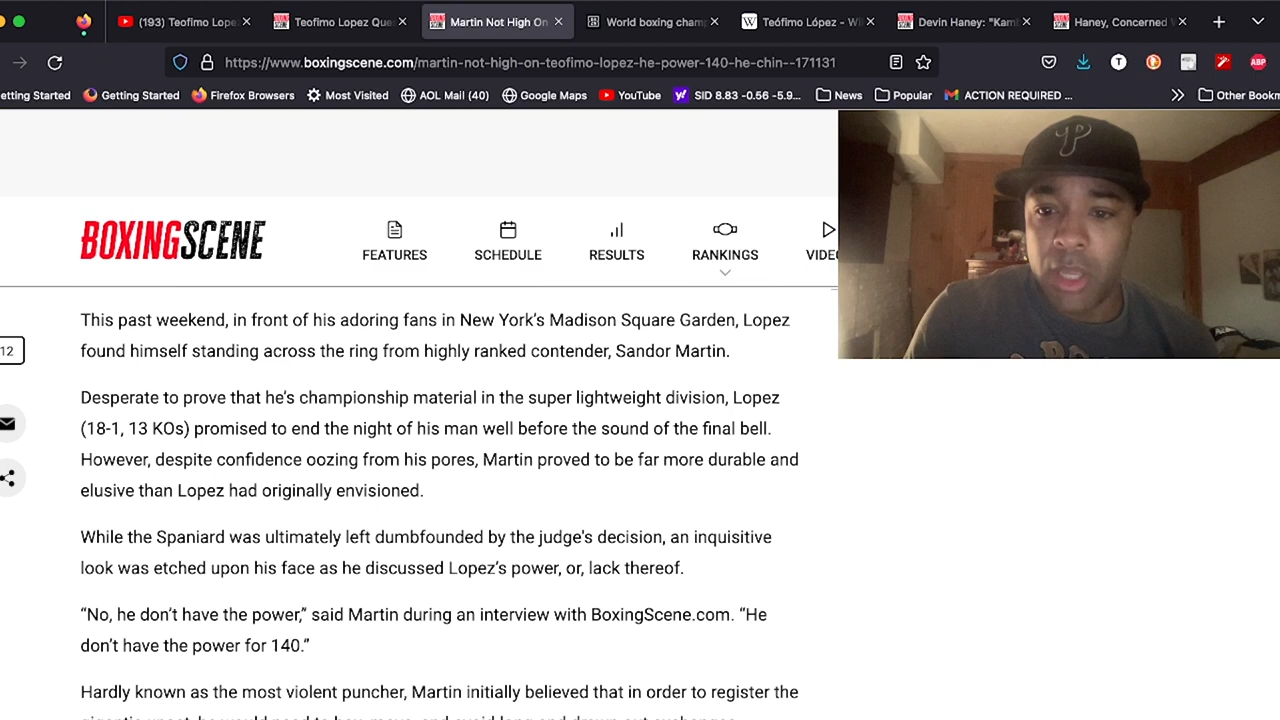 (193) Teofimo Lope
Teofimo Lopez Que
Martin Not High On
World boxing cham
Teófimo López - Wi
Devin Haney: "Kam
Haney, Concerned
https://www.boxingscene.com/martin-not-high-on-teofimo-lopez-he-power-140-he-chin--171131
T
ABP
etting Started
Getting Started
Firefox Browsers
Most Visited
AOL Mail (40)
Google Maps
YouTube
SID 8.83 -0.56 -5.9...
News
Popular
ACTION REQUIRED ...
Other Bookm
P
BOXINGSCENE
FEATURES
SCHEDULE
RESULTS
RANKINGS
VIDEO
This past weekend, in front of his adoring fans in New York's Madison Square Garden, Lopez
found himself standing across the ring from highly ranked contender, Sandor Martin.
12
Desperate to prove that he's championship material in the super lightweight division, Lopez
(18-1, 13 KOs) promised to end the night of his man well before the sound of the final bell.
However, despite confidence oozing from his pores, Martin proved to be far more durable and
elusive than Lopez had originally envisioned.
While the Spaniard was ultimately left dumbfounded by the judge's decision, an inquisitive
look was etched upon his face as he discussed Lopez's power, or, lack thereof.
“No, he don't have the power,” said Martin during an interview with BoxingScene.com. “He
don't have the power for 140.”
Hardly known as the most violent puncher, Martin initially believed that in order to register the